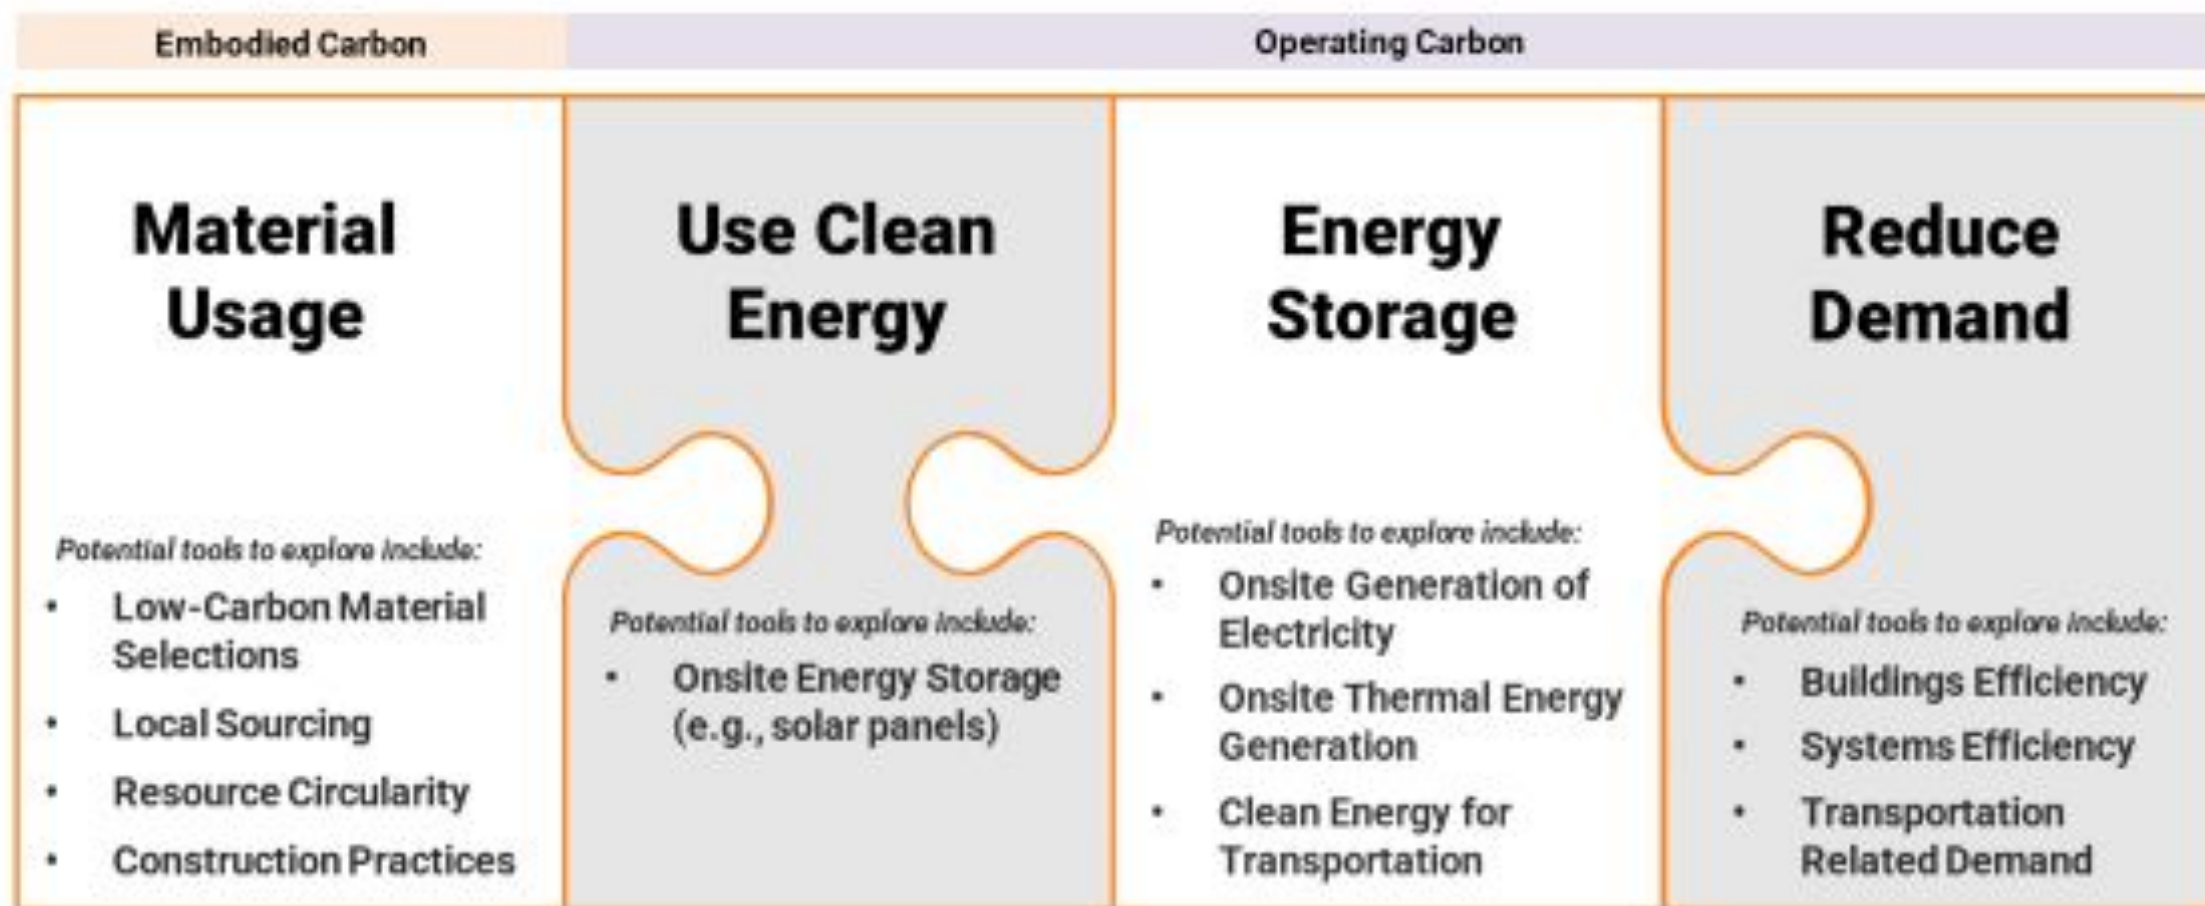 Embodied Carbon
Operating Carbon
Material
Usage
Potential tools to explore include:
• Low-Carbon Material
Selections
• Local Sourcing
• Resource Circularity
• Construction Practices
Use Clean
Energy
Potential tools to explore include:
• Onsite Energy Storage
(e.g., solar panels)
Energy
Storage
Potential tools to explore include:
• Onsite Generation of
Electricity
• Onsite Thermal Energy
Generation
• Clean Energy for
Transportation
Reduce
Demand
Potential tools to explore include:
• Buildings Efficiency
• Systems Efficiency
• Transportation
Related Demand